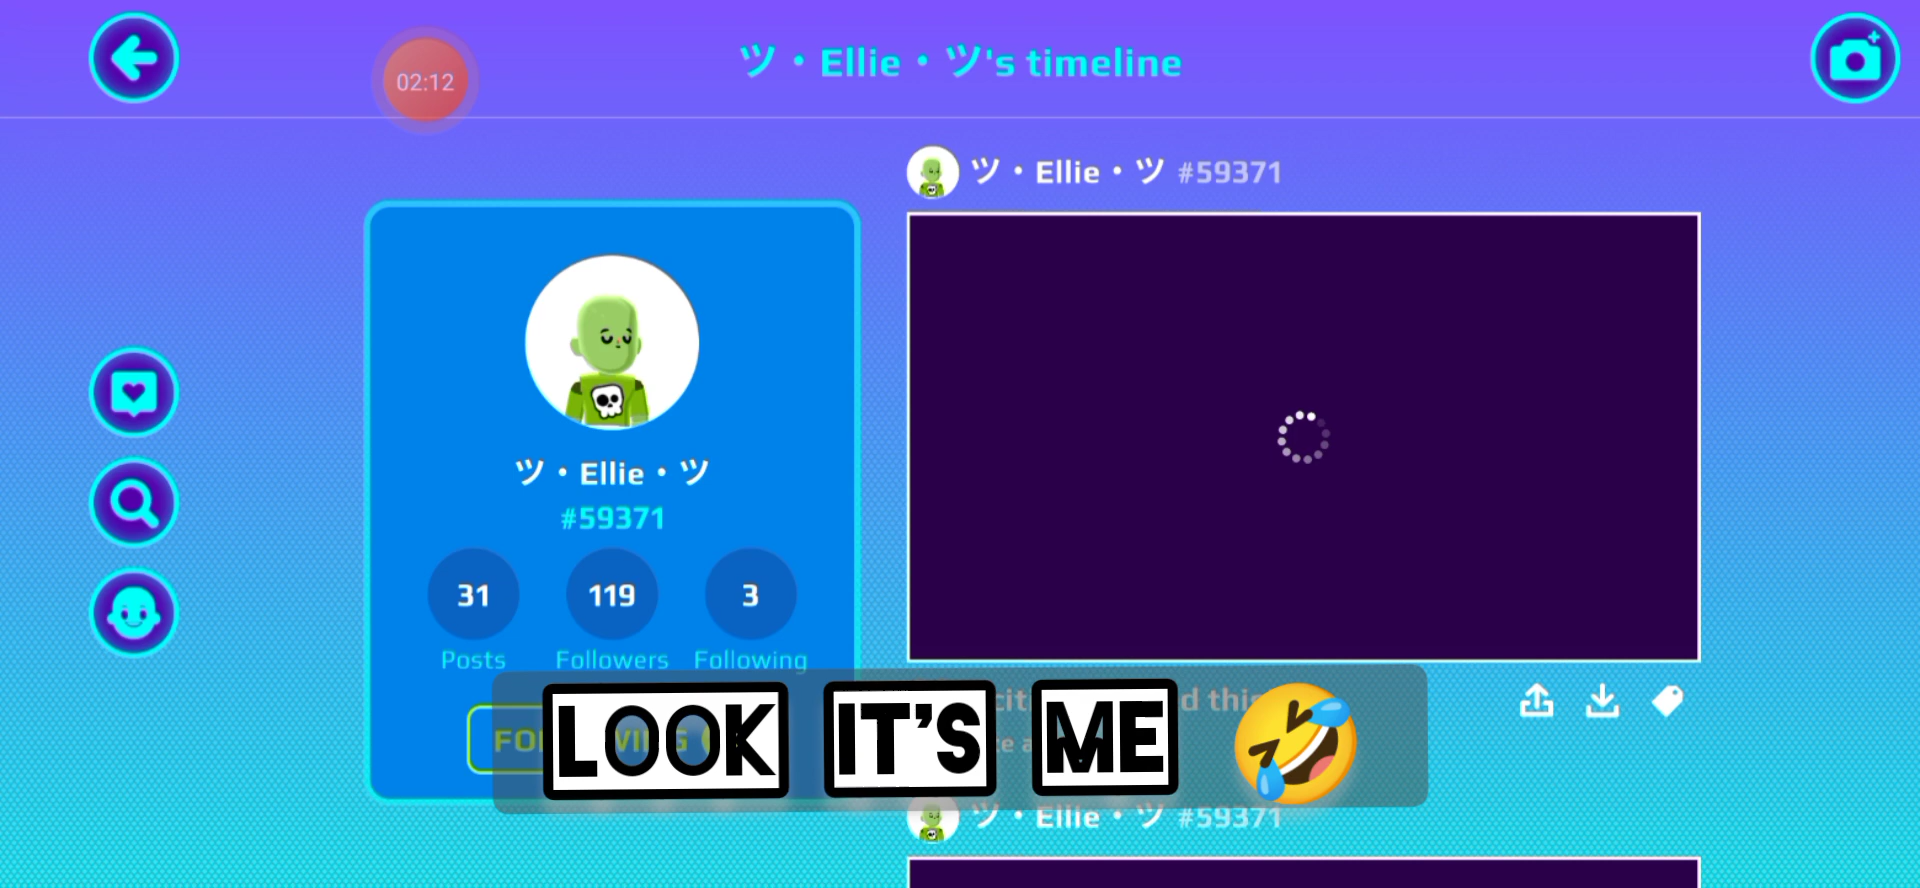 02:12
ツ・Ellie・ツ's timeline
ツ・Ellie・ツ #59371
ツ・Ellie・ツ
#59371
31 119 3
Posts Followers Following
LOOK IT'S ME 🤣
ツ・Ellie・ツ #59371